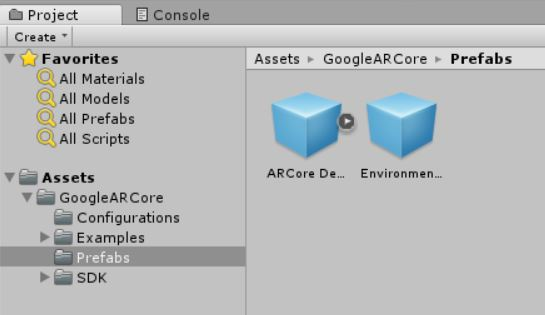 Project
Console
Create
Favorites
All Materials
All Models
All Prefabs
All Scripts
Assets
GoogleARCore
Configurations
Examples
Prefabs
SDK
Assets GoogleARCore Prefabs
ARCore De... Environmen...